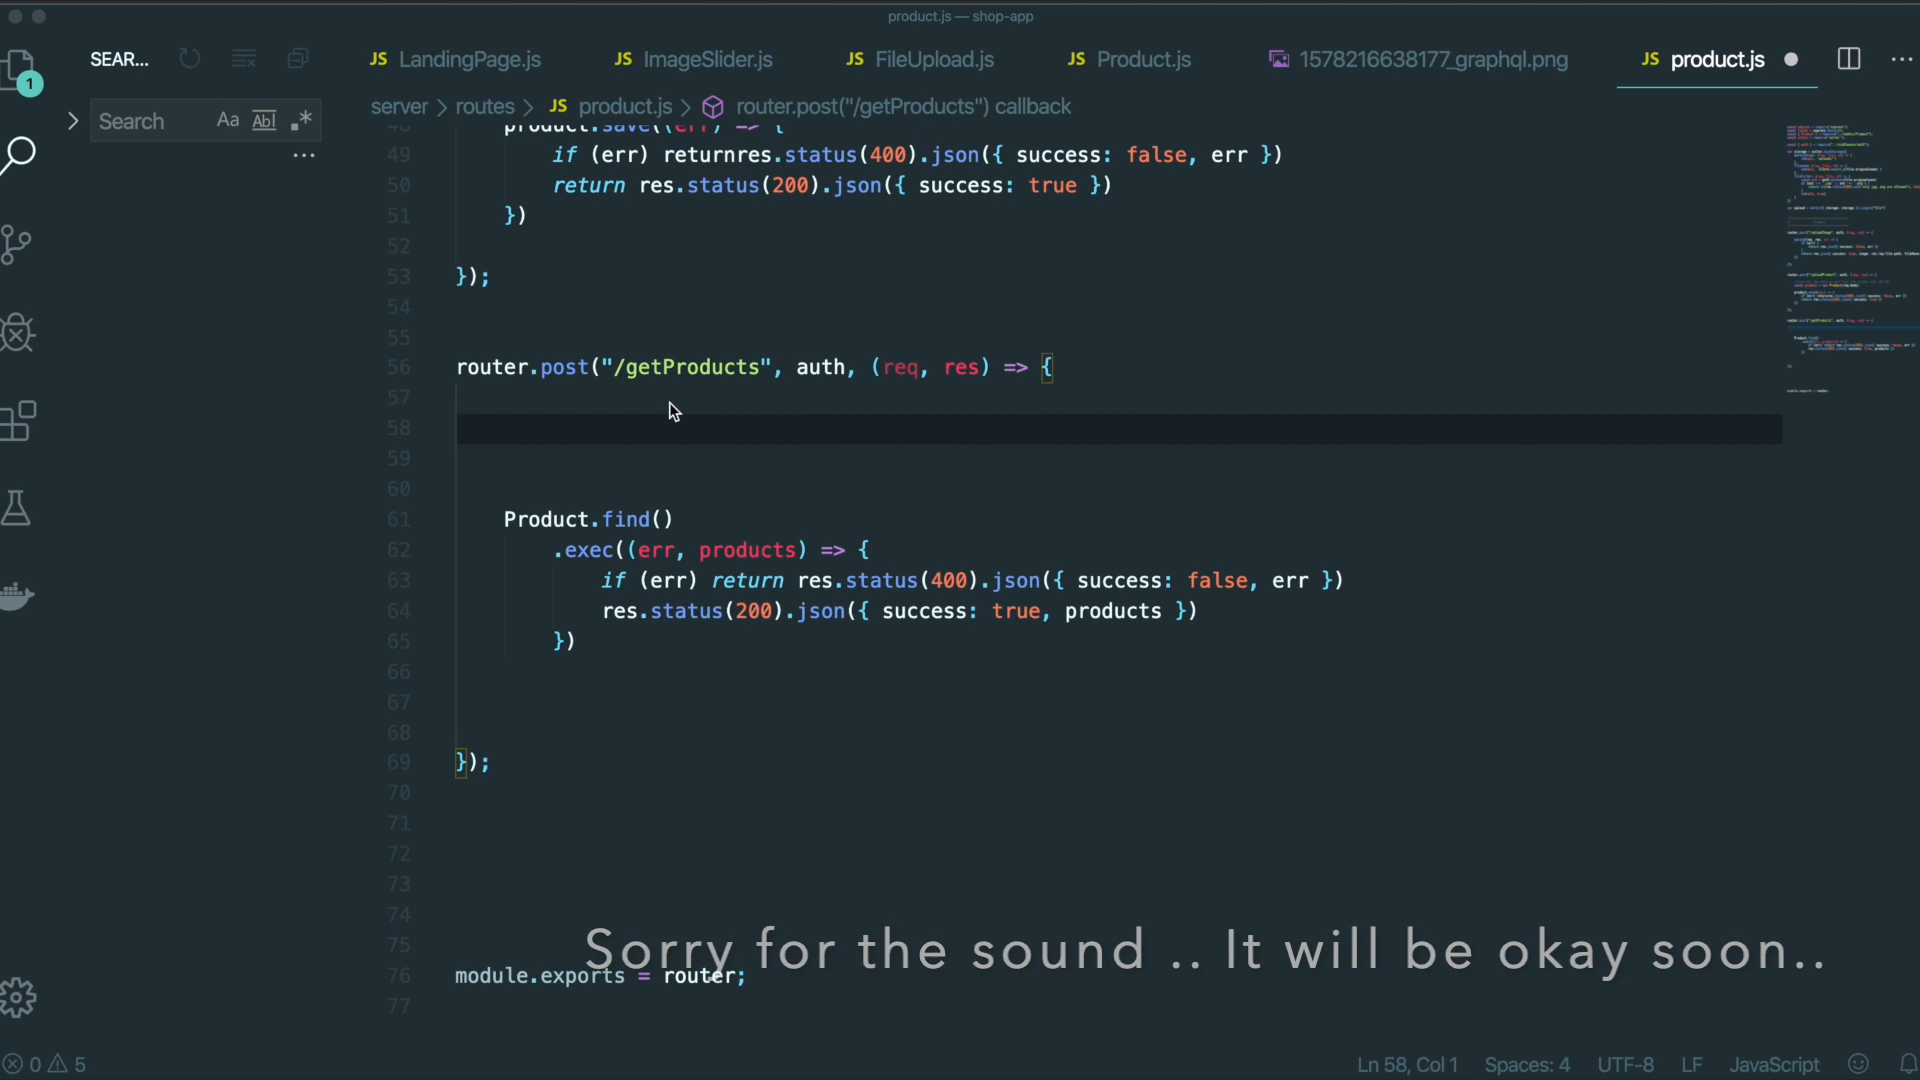 product.js — shop-app
SEAR...
JS LandingPage.js
JS ImageSlider.js
JS FileUpload.js
JS Product.js
1578216638177_graphql.png
JS product.js
1
Search Aa Abl .*
server > routes > JS product.js > router.post("/getProducts") callback
48 product.save((err) => {
49 if (err) returnres.status(400).json({ success: false, err })
50 return res.status(200).json({ success: true })
51 })
52
53 });
54
55
56 router.post("/getProducts", auth, (req, res) => {
57
58
59
60
61 Product.find()
62 .exec((err, products) => {
63 if (err) return res.status(400).json({ success: false, err })
64 res.status(200).json({ success: true, products })
65 })
66
67
68
69 });
70
71
72
73
74
75
Sorry for the sound .. It will be okay soon..
76 module.exports = router;
77
0 5
Ln 58, Col 1 Spaces: 4 UTF-8 LF JavaScript